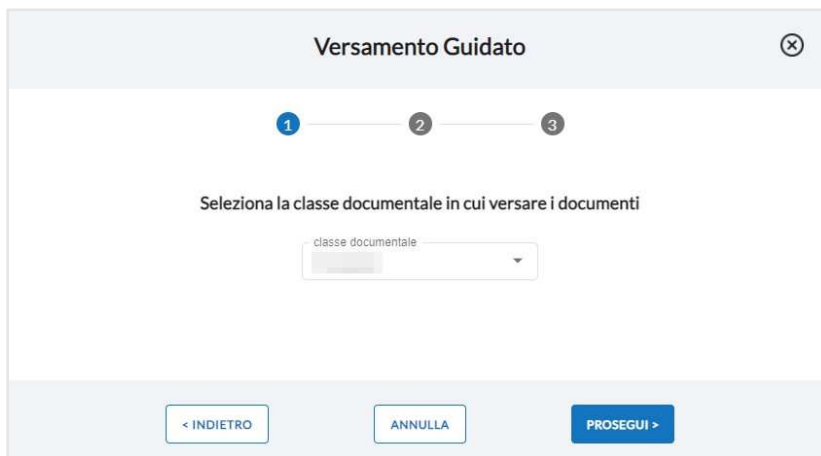 Versamento Guidato
1 2 3
Seleziona la classe documentale in cui versare i documenti
classe documentale
< INDIETRO ANNULLA PROSEGUI >